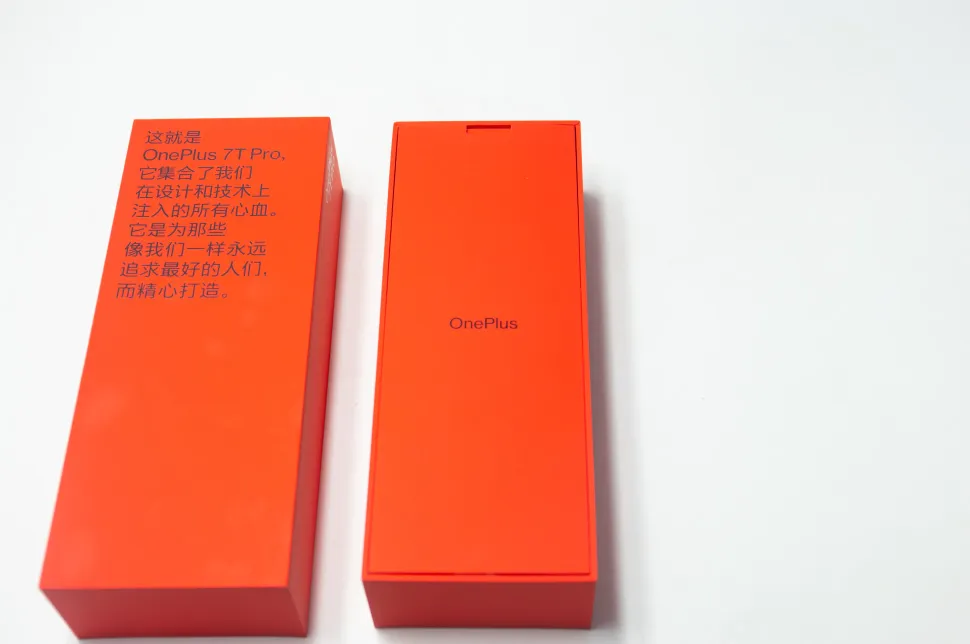 这就是
OnePlus 7T Pro,
它集合了我们
在设计和技术上
注入的所有心血。
它是为那些
像我们一样永远
追求最好的人们,
而精心打造。
OnePlus